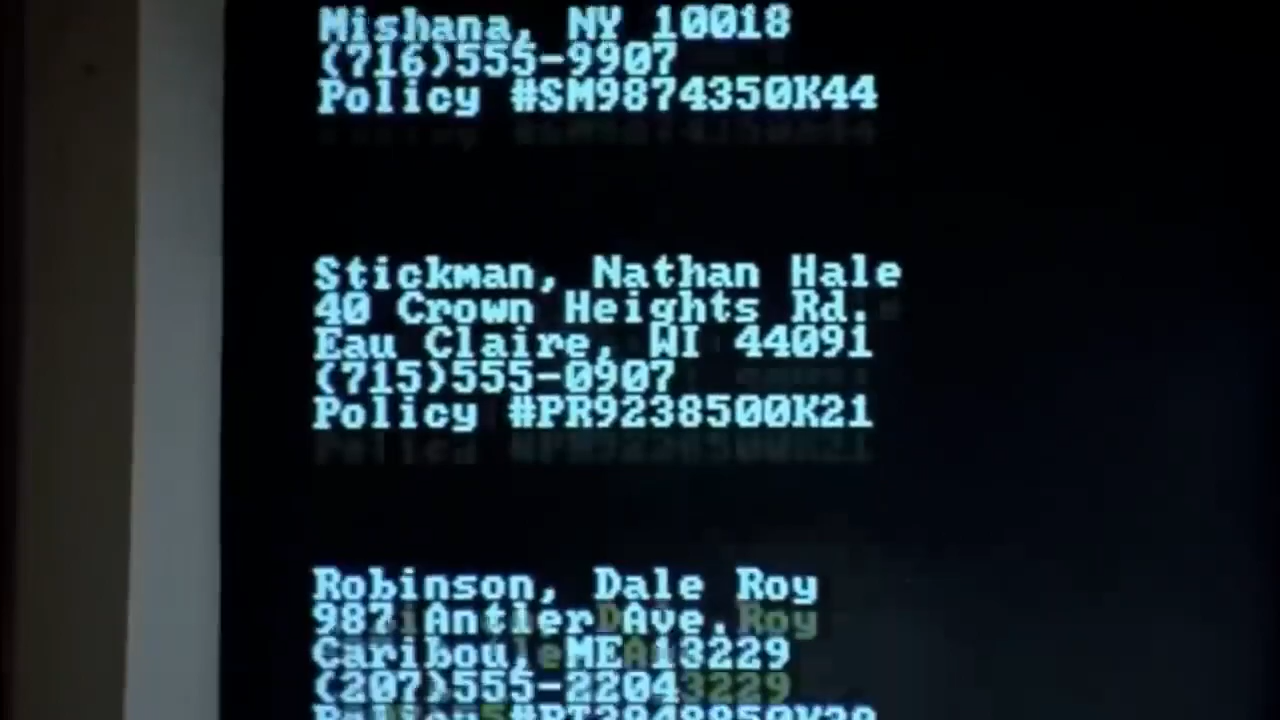 Mishana, NY 10018
(716)555-9907
Policy #SM9874350K44
Stickman, Nathan Hale
40 Crown Heights Rd.
Eau Claire, WI 44091
(715)555-0907
Policy #PR9238500K21
Robinson, Dale Roy
987 Antler Ave.
Caribou, ME 13229
(207)555-2204
Policy